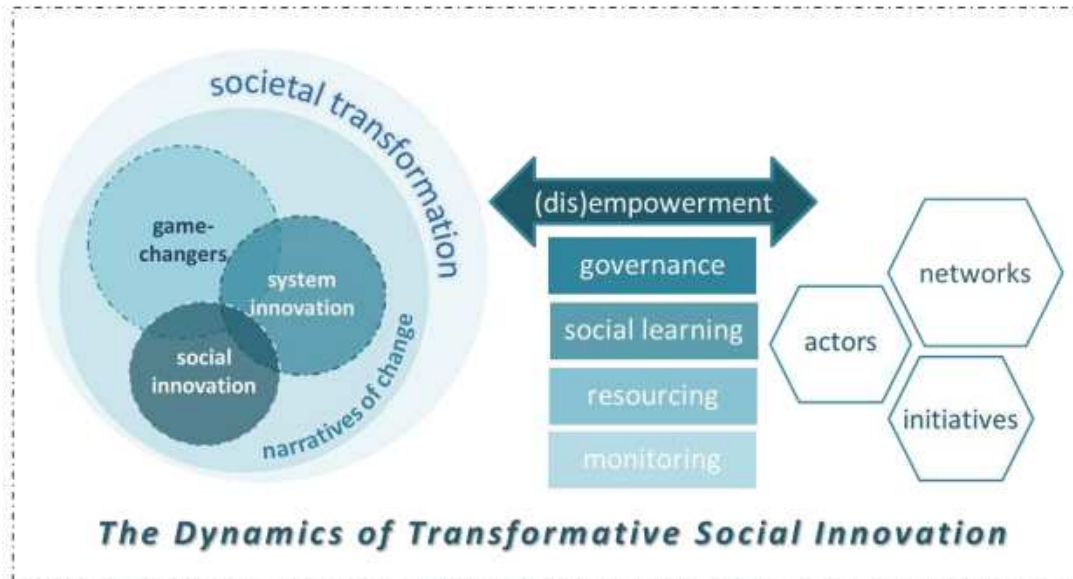 societal transformation
game-
changers
system
innovation
social
innovation
narratives of change
(dis)empowerment
governance
social learning
resourcing
monitoring
networks
actors
initiatives
The Dynamics of Transformative Social Innovation